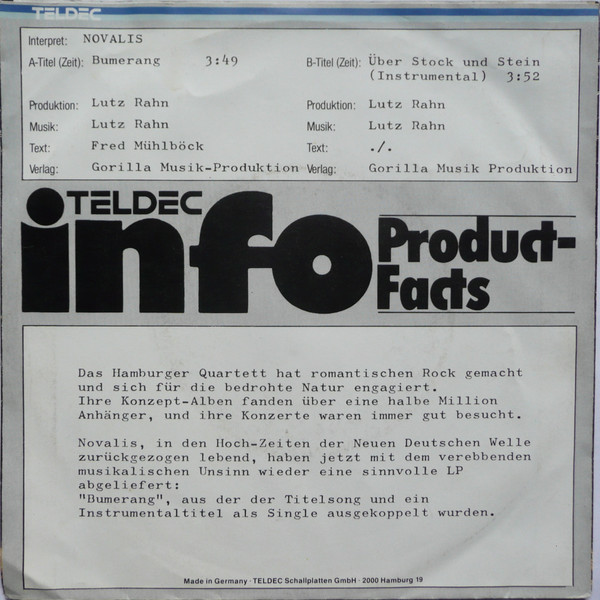 TELDEC
Interpret: NOVALIS
A-Titel (Zeit): Bumerang 3:49
B-Titel (Zeit): Über Stock und Stein
(Instrumental) 3:52
Produktion: Lutz Rahn
Produktion: Lutz Rahn
Musik: Lutz Rahn
Musik: Lutz Rahn
Text: Fred Mühlböck
Text: ./.
Verlag: Gorilla Musik-Produktion
Verlag: Gorilla Musik Produktion
TELDEC
info
Product-
Facts
Das Hamburger Quartett hat romantischen Rock gemacht
und sich für die bedrohte Natur engagiert.
Ihre Konzept-Alben fanden über eine halbe Million
Anhänger, und ihre Konzerte waren immer gut besucht.
Novalis, in den Hoch-Zeiten der Neuen Deutschen Welle
zurückgezogen lebend, haben jetzt mit dem verebbenden
musikalischen Unsinn wieder eine sinnvolle LP
abgeliefert:
"Bumerang", aus der der Titelsong und ein
Instrumentaltitel als Single ausgekoppelt wurden.
Made in Germany · TELDEC Schallplatten GmbH · 2000 Hamburg 19